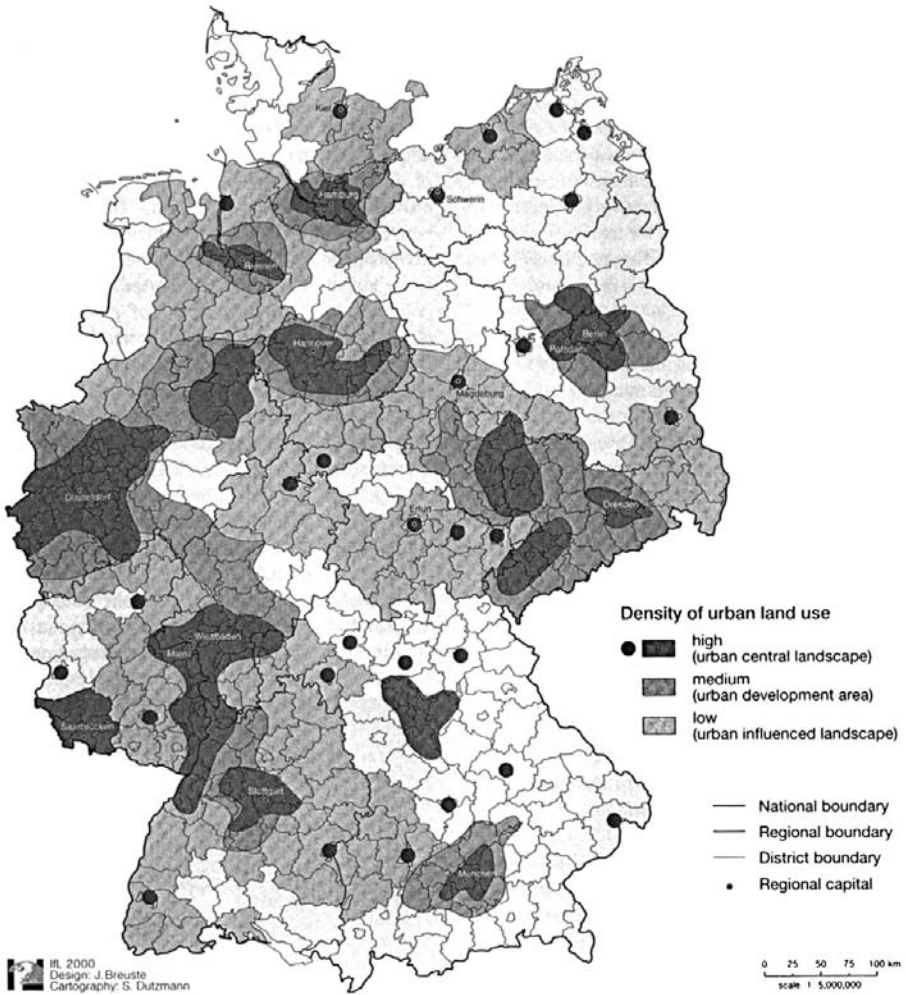 Kiel
Hamburg
Schwerin
Bremen
Hannover
Berlin
Potsdam
Magdeburg
Düsseldorf
Erfurt
Dresden
Wiesbaden
Mainz
Saarbrücken
Stuttgart
München
Density of urban land use
high
(urban central landscape)
medium
(urban development area)
low
(urban influenced landscape)
National boundary
Regional boundary
District boundary
Regional capital
IfL 2000
Design: J. Breuste
Cartography: S. Dutzmann
0 25 50 75 100 km
scale 1 : 5,000,000